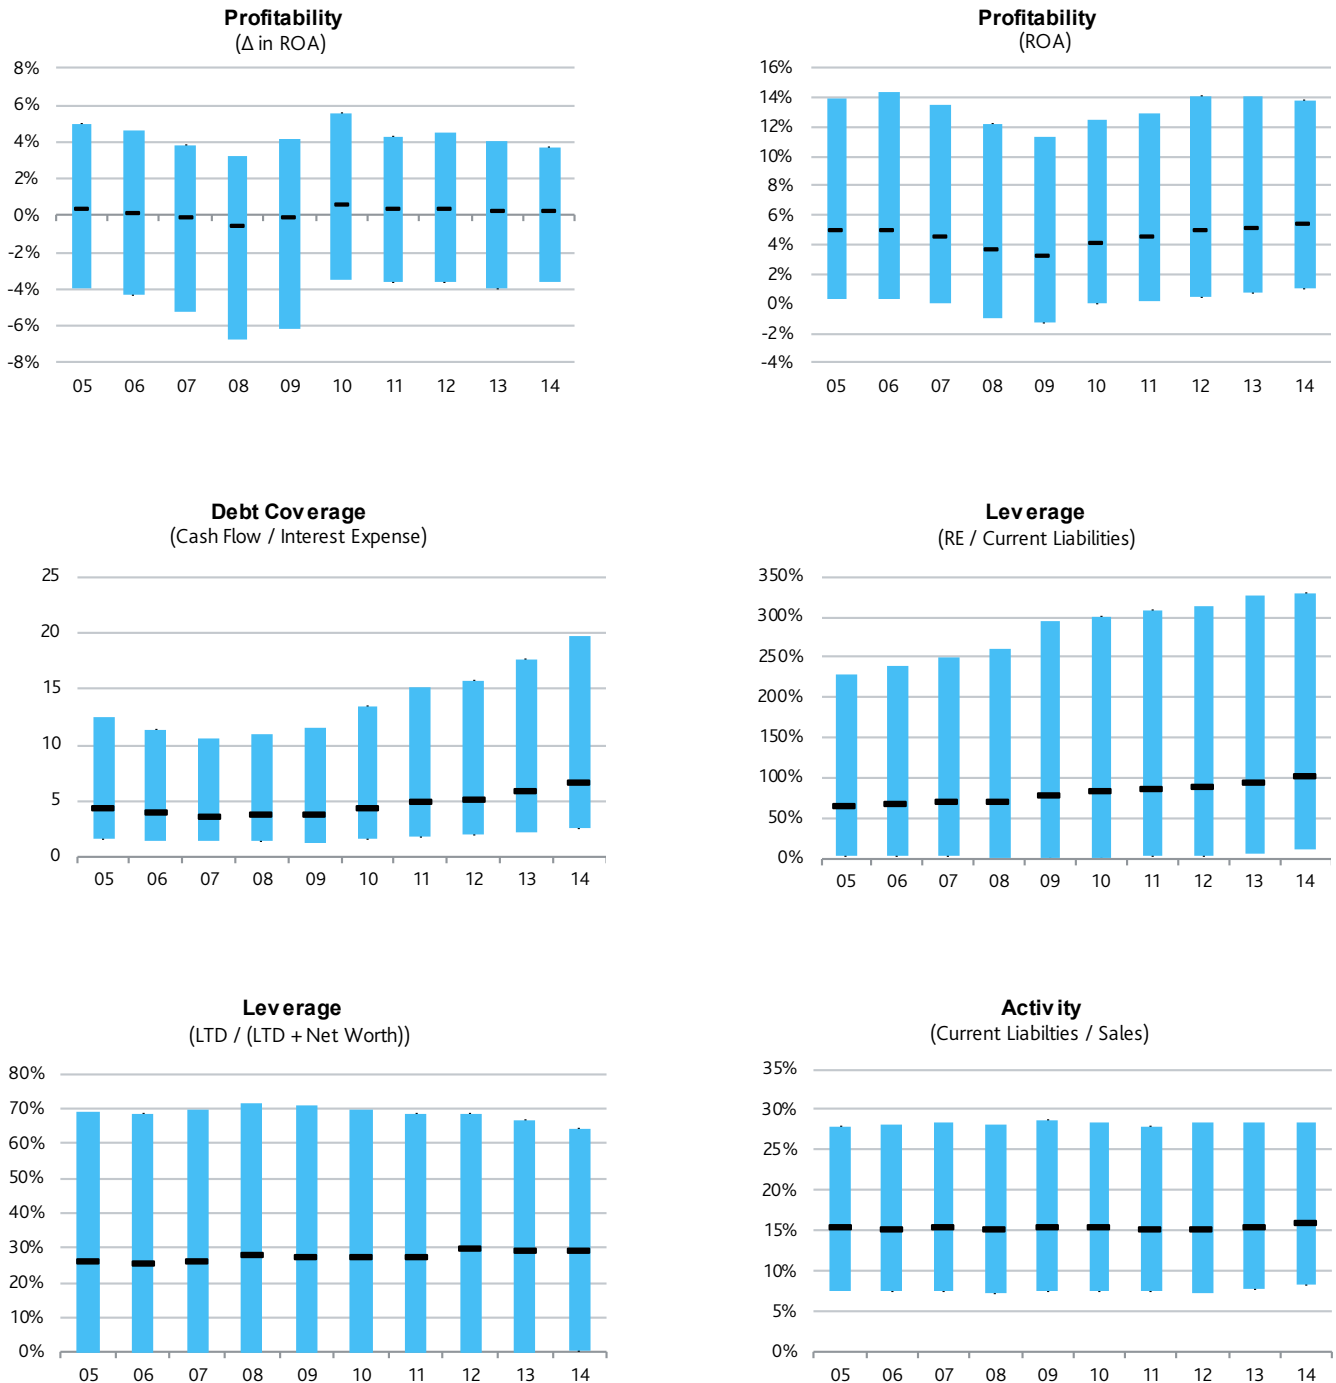 Profitability
(Δ in ROA)
8%
6%
4%
2%
0%
-2%
-4%
-6%
-8%
05 06 07 08 09 10 11 12 13 14
Profitability
(ROA)
16%
14%
12%
10%
8%
6%
4%
2%
0%
-2%
-4%
05 06 07 08 09 10 11 12 13 14
Debt Coverage
(Cash Flow / Interest Expense)
25
20
15
10
5
0
05 06 07 08 09 10 11 12 13 14
Leverage
(RE / Current Liabilities)
350%
300%
250%
200%
150%
100%
50%
0%
05 06 07 08 09 10 11 12 13 14
Leverage
(LTD / (LTD + Net Worth))
80%
70%
60%
50%
40%
30%
20%
10%
0%
05 06 07 08 09 10 11 12 13 14
Activity
(Current Liabilties / Sales)
35%
30%
25%
20%
15%
10%
5%
0%
05 06 07 08 09 10 11 12 13 14